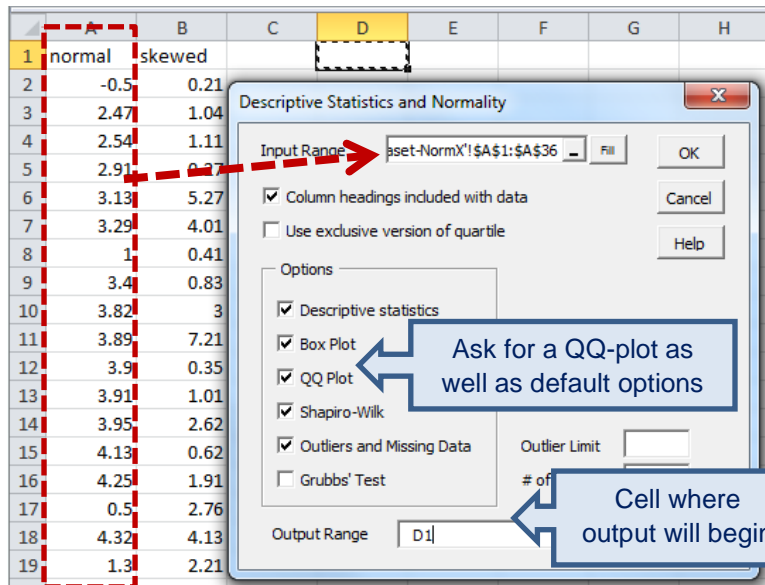 A B C D E F G H
1 normal skewed
2 -0.5 0.21
3 2.47 1.04
4 2.54 1.11
5 2.91 0.27
6 3.13 5.27
7 3.29 4.01
8 1 0.41
9 3.4 0.83
10 3.82 3
11 3.89 7.21
12 3.9 0.35
13 3.91 1.01
14 3.95 2.62
15 4.13 0.62
16 4.25 1.91
17 0.5 2.76
18 4.32 4.13
19 1.3 2.21
Descriptive Statistics and Normality
Input Range aset-NormX'!$A$1:$A$36 _ Fill OK
Column headings included with data Cancel
Use exclusive version of quartile Help
Options
Descriptive statistics
Box Plot
QQ Plot
Shapiro-Wilk
Outliers and Missing Data Outlier Limit
Grubbs' Test # of
Output Range D1
Ask for a QQ-plot as
well as default options
Cell where
output will begin